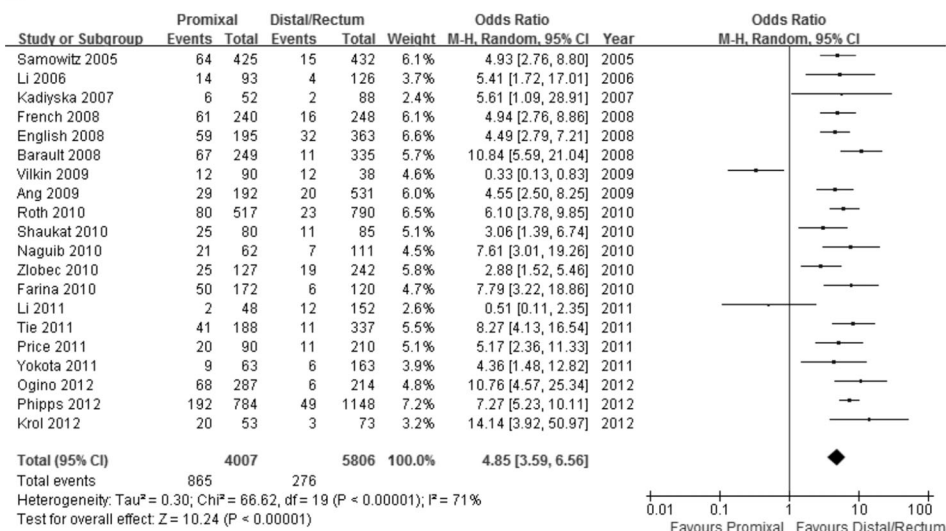 Promixal Distal/Rectum Odds Ratio Odds Ratio
Study or Subgroup Events Total Events Total Weight M-H, Random, 95% CI Year M-H, Random, 95% CI
Samowitz 2005 64 425 15 432 6.1% 4.93 [2.76, 8.80] 2005
Li 2006 14 93 4 126 3.8% 5.41 [1.72, 17.01] 2006
Kadiyska 2007 6 52 2 88 2.4% 5.61 [1.09, 28.91] 2007
French 2008 61 240 16 248 6.1% 4.94 [2.76, 8.86] 2008
English 2008 59 195 32 363 6.6% 4.49 [2.79, 7.21] 2008
Barault 2008 67 249 11 335 5.7% 10.84 [5.59, 21.04] 2008
Vilkin 2009 12 90 12 38 4.6% 0.33 [0.13, 0.83] 2009
Ang 2009 29 192 20 531 6.0% 4.55 [2.50, 8.25] 2009
Roth 2010 80 517 23 790 6.6% 6.10 [3.78, 9.85] 2010
Shaukat 2010 25 80 11 85 5.1% 3.06 [1.39, 6.74] 2010
Naguib 2010 21 62 7 111 4.5% 7.61 [3.01, 19.26] 2010
Zlobec 2010 25 127 19 242 5.8% 2.88 [1.52, 5.46] 2010
Farina 2010 50 172 6 120 4.7% 7.79 [3.22, 18.86] 2010
Li 2011 2 48 12 152 2.6% 0.51 [0.11, 2.35] 2011
Tie 2011 41 188 11 337 5.5% 8.27 [4.13, 16.54] 2011
Price 2011 20 90 11 210 5.1% 5.17 [2.36, 11.33] 2011
Yokota 2011 9 63 6 163 3.9% 4.36 [1.48, 12.82] 2011
Ogino 2012 68 287 6 214 4.8% 10.76 [4.57, 25.34] 2012
Phipps 2012 192 784 49 1148 7.2% 7.27 [5.23, 10.11] 2012
Krol 2012 20 53 3 73 3.2% 14.14 [3.92, 50.97] 2012
Total (95% CI) 4007 5806 100.0% 4.85 [3.59, 6.56]
Total events 865 276
Heterogeneity: Tau² = 0.30; Chi² = 66.62, df = 19 (P < 0.00001); I² = 71%
Test for overall effect: Z = 10.24 (P < 0.00001)
0.01 0.1 1 10 100
Favours Promixal Favours Distal/Rectum